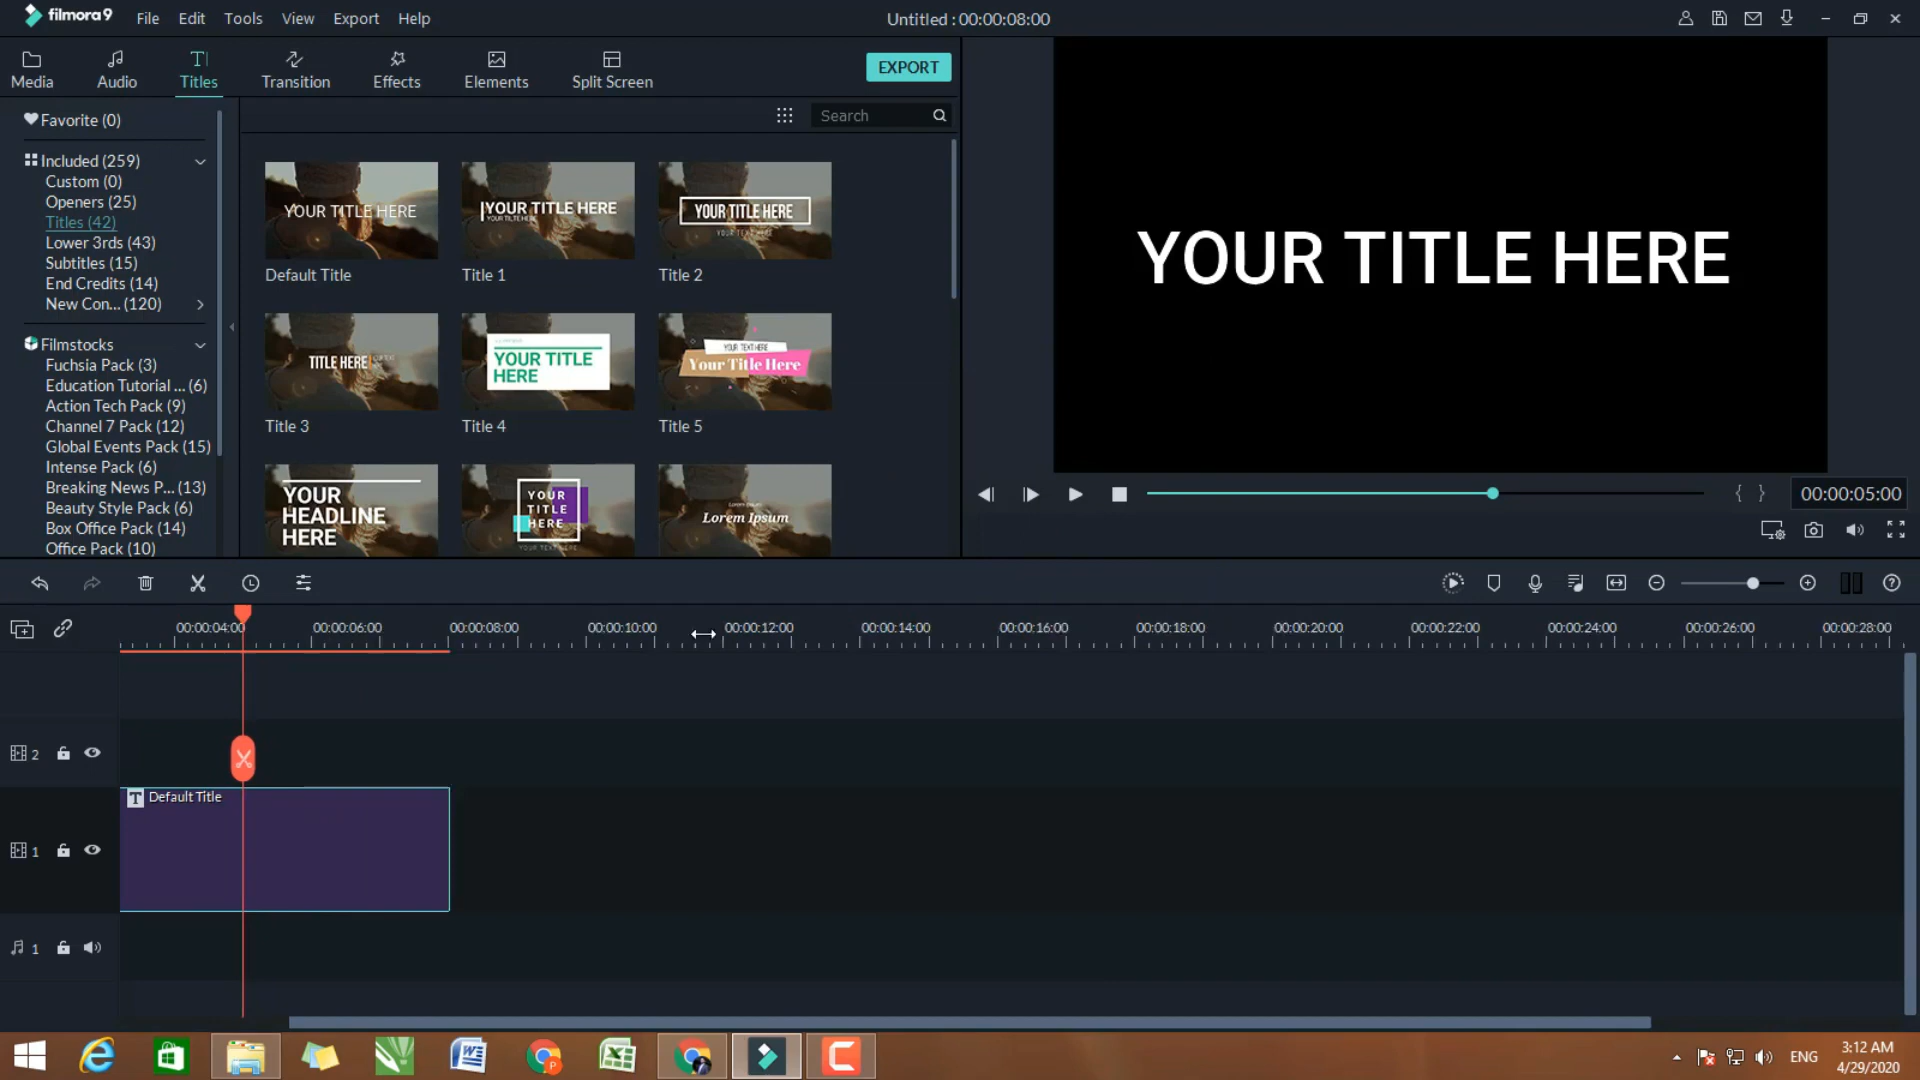 filmora9 File Edit Tools View Export Help Untitled : 00:00:08:00
Media Audio Titles Transition Effects Elements Split Screen EXPORT
Favorite (0)
Search
Included (259)
Custom (0)
Openers (25)
Titles (42)
Lower 3rds (43)
Subtitles (15)
End Credits (14)
New Con... (120)
Filmstocks
Fuchsia Pack (3)
Education Tutorial ... (6)
Action Tech Pack (9)
Channel 7 Pack (12)
Global Events Pack (15)
Intense Pack (6)
Breaking News P... (13)
Beauty Style Pack (6)
Box Office Pack (14)
Office Pack (10)
YOUR TITLE HERE
YOUR TITLE HERE
YOUR TITLE HERE
YOUR TEXT HERE
Default Title Title 1 Title 2
TITLE HERE
YOUR TITLE
HERE
YOUR TEXT HERE
Your Title Here
Title 3 Title 4 Title 5
YOUR
HEADLINE
HERE
YOUR
TITLE
HERE
YOUR TEXT HERE
Lorem Ipsum
YOUR TITLE HERE
00:00:05:00
00:00:04:00 00:00:06:00 00:00:08:00 00:00:10:00 00:00:12:00 00:00:14:00 00:00:16:00 00:00:18:00 00:00:20:00 00:00:22:00 00:00:24:00 00:00:26:00 00:00:28:00
2
T Default Title
1
1
ENG
3:12 AM
4/29/2020